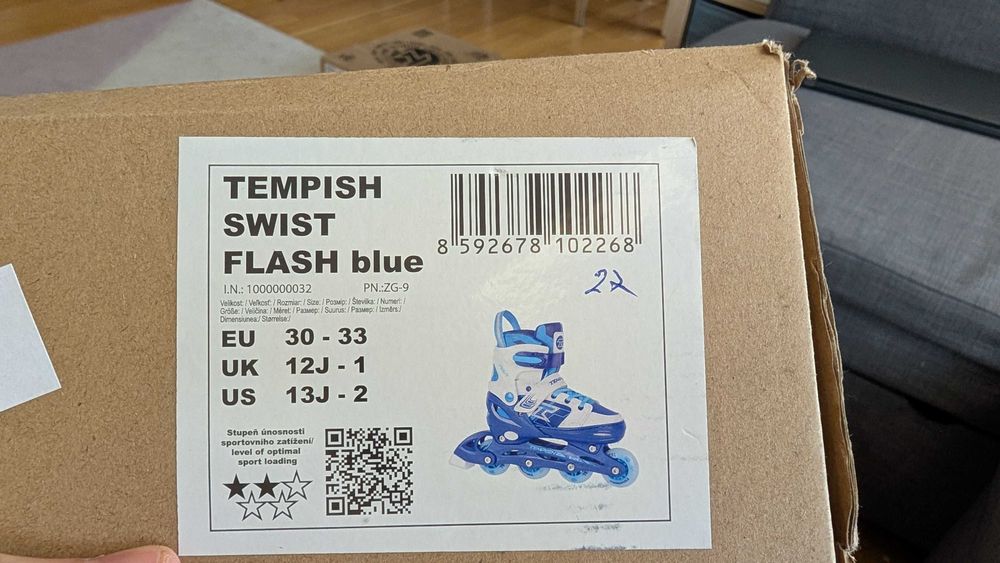 TEMPISH
SWIST
FLASH blue
8 592678 102268
I.N.: 1000000032 PN.:ZG-9
Velikost: / Veľkosť: / Rozmiar: / Size: / Розмір: / Številka: / Numeri: /
Größe: / Veličina: / Méret: / Размер: / Suurus: / Размер: / Izmērs:/
Dimensiunea:/ Størrelse:/
EU 30 - 33
UK 12J - 1
US 13J - 2
Stupeň únosnosti
sportovního zatížení/
level of optimal
sport loading